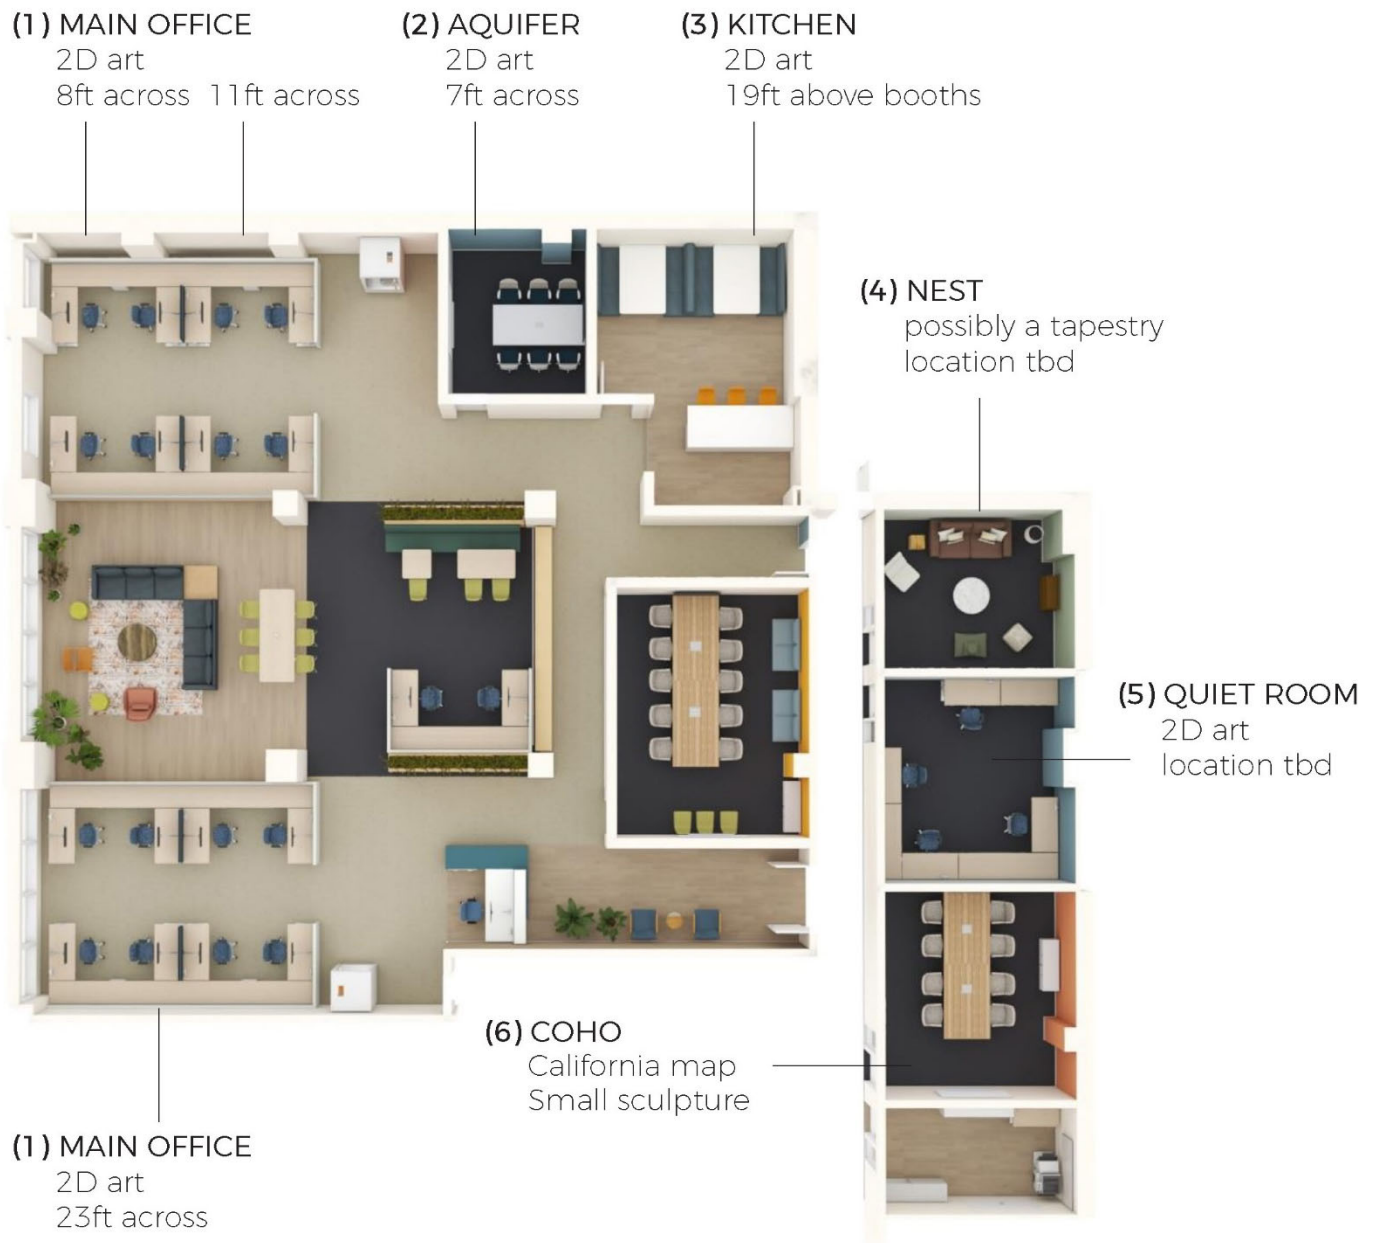 (1) MAIN OFFICE
2D art
8ft across 11ft across
(2) AQUIFER
2D art
7ft across
(3) KITCHEN
2D art
19ft above booths
(4) NEST
possibly a tapestry
location tbd
(5) QUIET ROOM
2D art
location tbd
(6) COHO
California map
Small sculpture
(1) MAIN OFFICE
2D art
23ft across